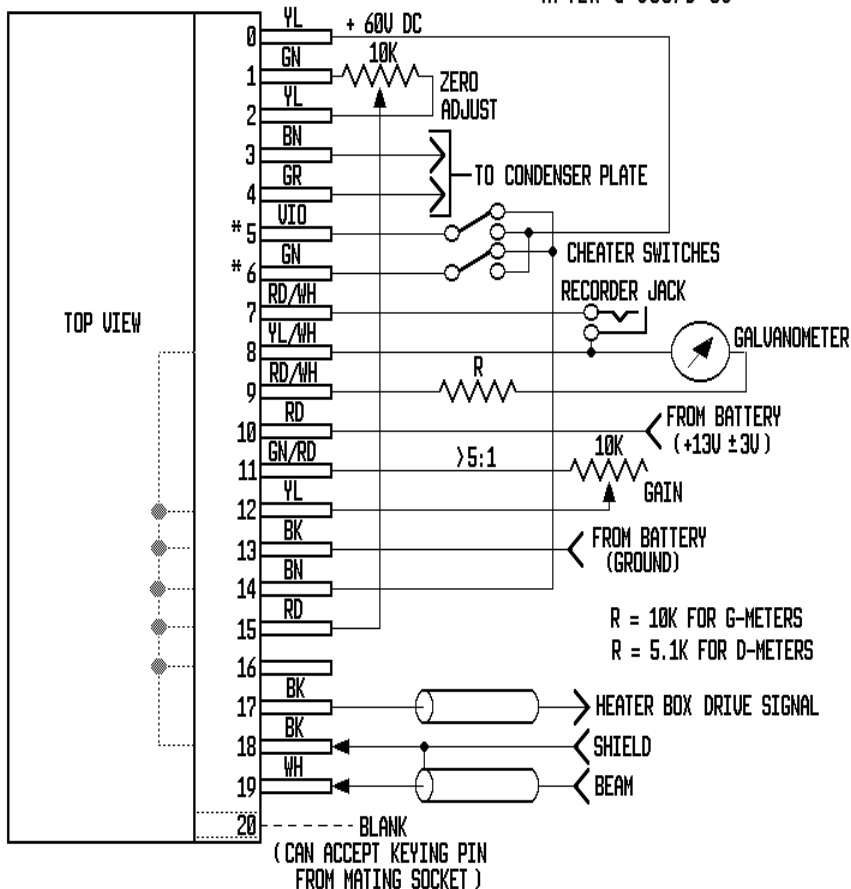 YL
0
+ 60V DC
GN
1
10K
ZERO
ADJUST
YL
2
BN
3
GR
4
TO CONDENSER PLATE
VIO
* 5
GN
* 6
CHEATER SWITCHES
RD/WH
7
RECORDER JACK
TOP VIEW
YL/WH
8
GALVANOMETER
RD/WH
9
R
RD
10
FROM BATTERY
(+13V ±3V)
GN/RD
11
>5:1
10K
GAIN
YL
12
BK
13
FROM BATTERY
(GROUND)
BN
14
RD
15
R = 10K FOR G-METERS
R = 5.1K FOR D-METERS
16
BK
17
HEATER BOX DRIVE SIGNAL
BK
18
SHIELD
WH
19
BEAM
20
BLANK
(CAN ACCEPT KEYING PIN
FROM MATING SOCKET)